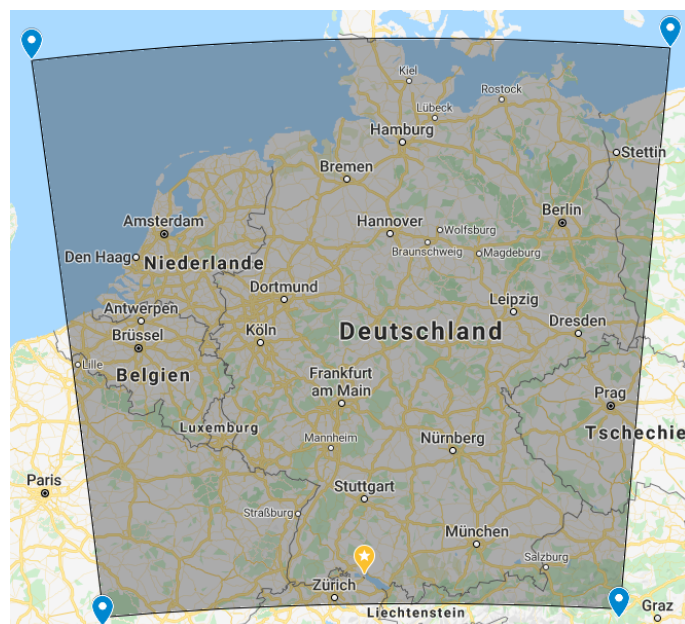 Kiel
Rostock
Lübeck
Hamburg
Stettin
Bremen
Amsterdam
Hannover
Wolfsburg
Berlin
Braunschweig
Magdeburg
Den Haag
Niederlande
Dortmund
Antwerpen
Leipzig
Brüssel
Köln
Deutschland
Dresden
Lille
Belgien
Frankfurt
am Main
Prag
Luxemburg
Mannheim
Nürnberg
Tschechie
Paris
Stuttgart
Straßburg
München
Salzburg
Zürich
Liechtenstein
Graz